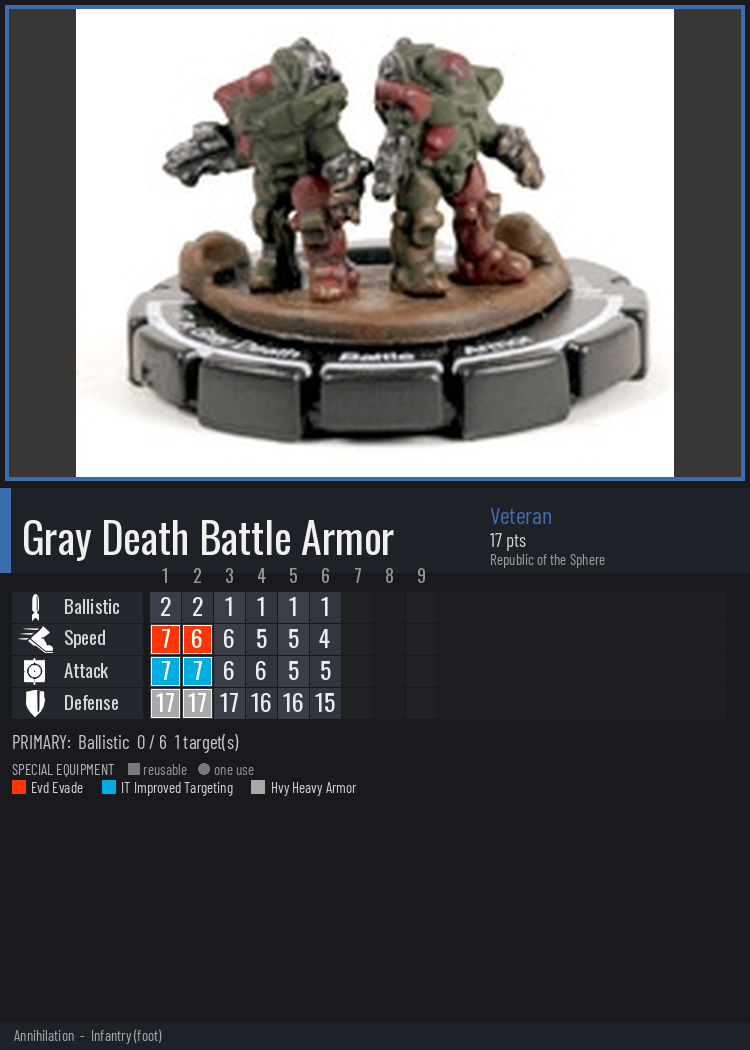 Gray Death Battle Armor
Gray Death Battle Armor
Veteran
17 pts
Republic of the Sphere
1 2 3 4 5 6 7 8 9
Ballistic 2 2 1 1 1 1
Speed 7 6 6 5 5 4
Attack 7 7 6 6 5 5
Defense 17 17 17 16 16 15
PRIMARY: Ballistic 0 / 6 1 target(s)
SPECIAL EQUIPMENT reusable one use
Evd Evade IT Improved Targeting Hvy Heavy Armor
Annihilation - Infantry (foot)